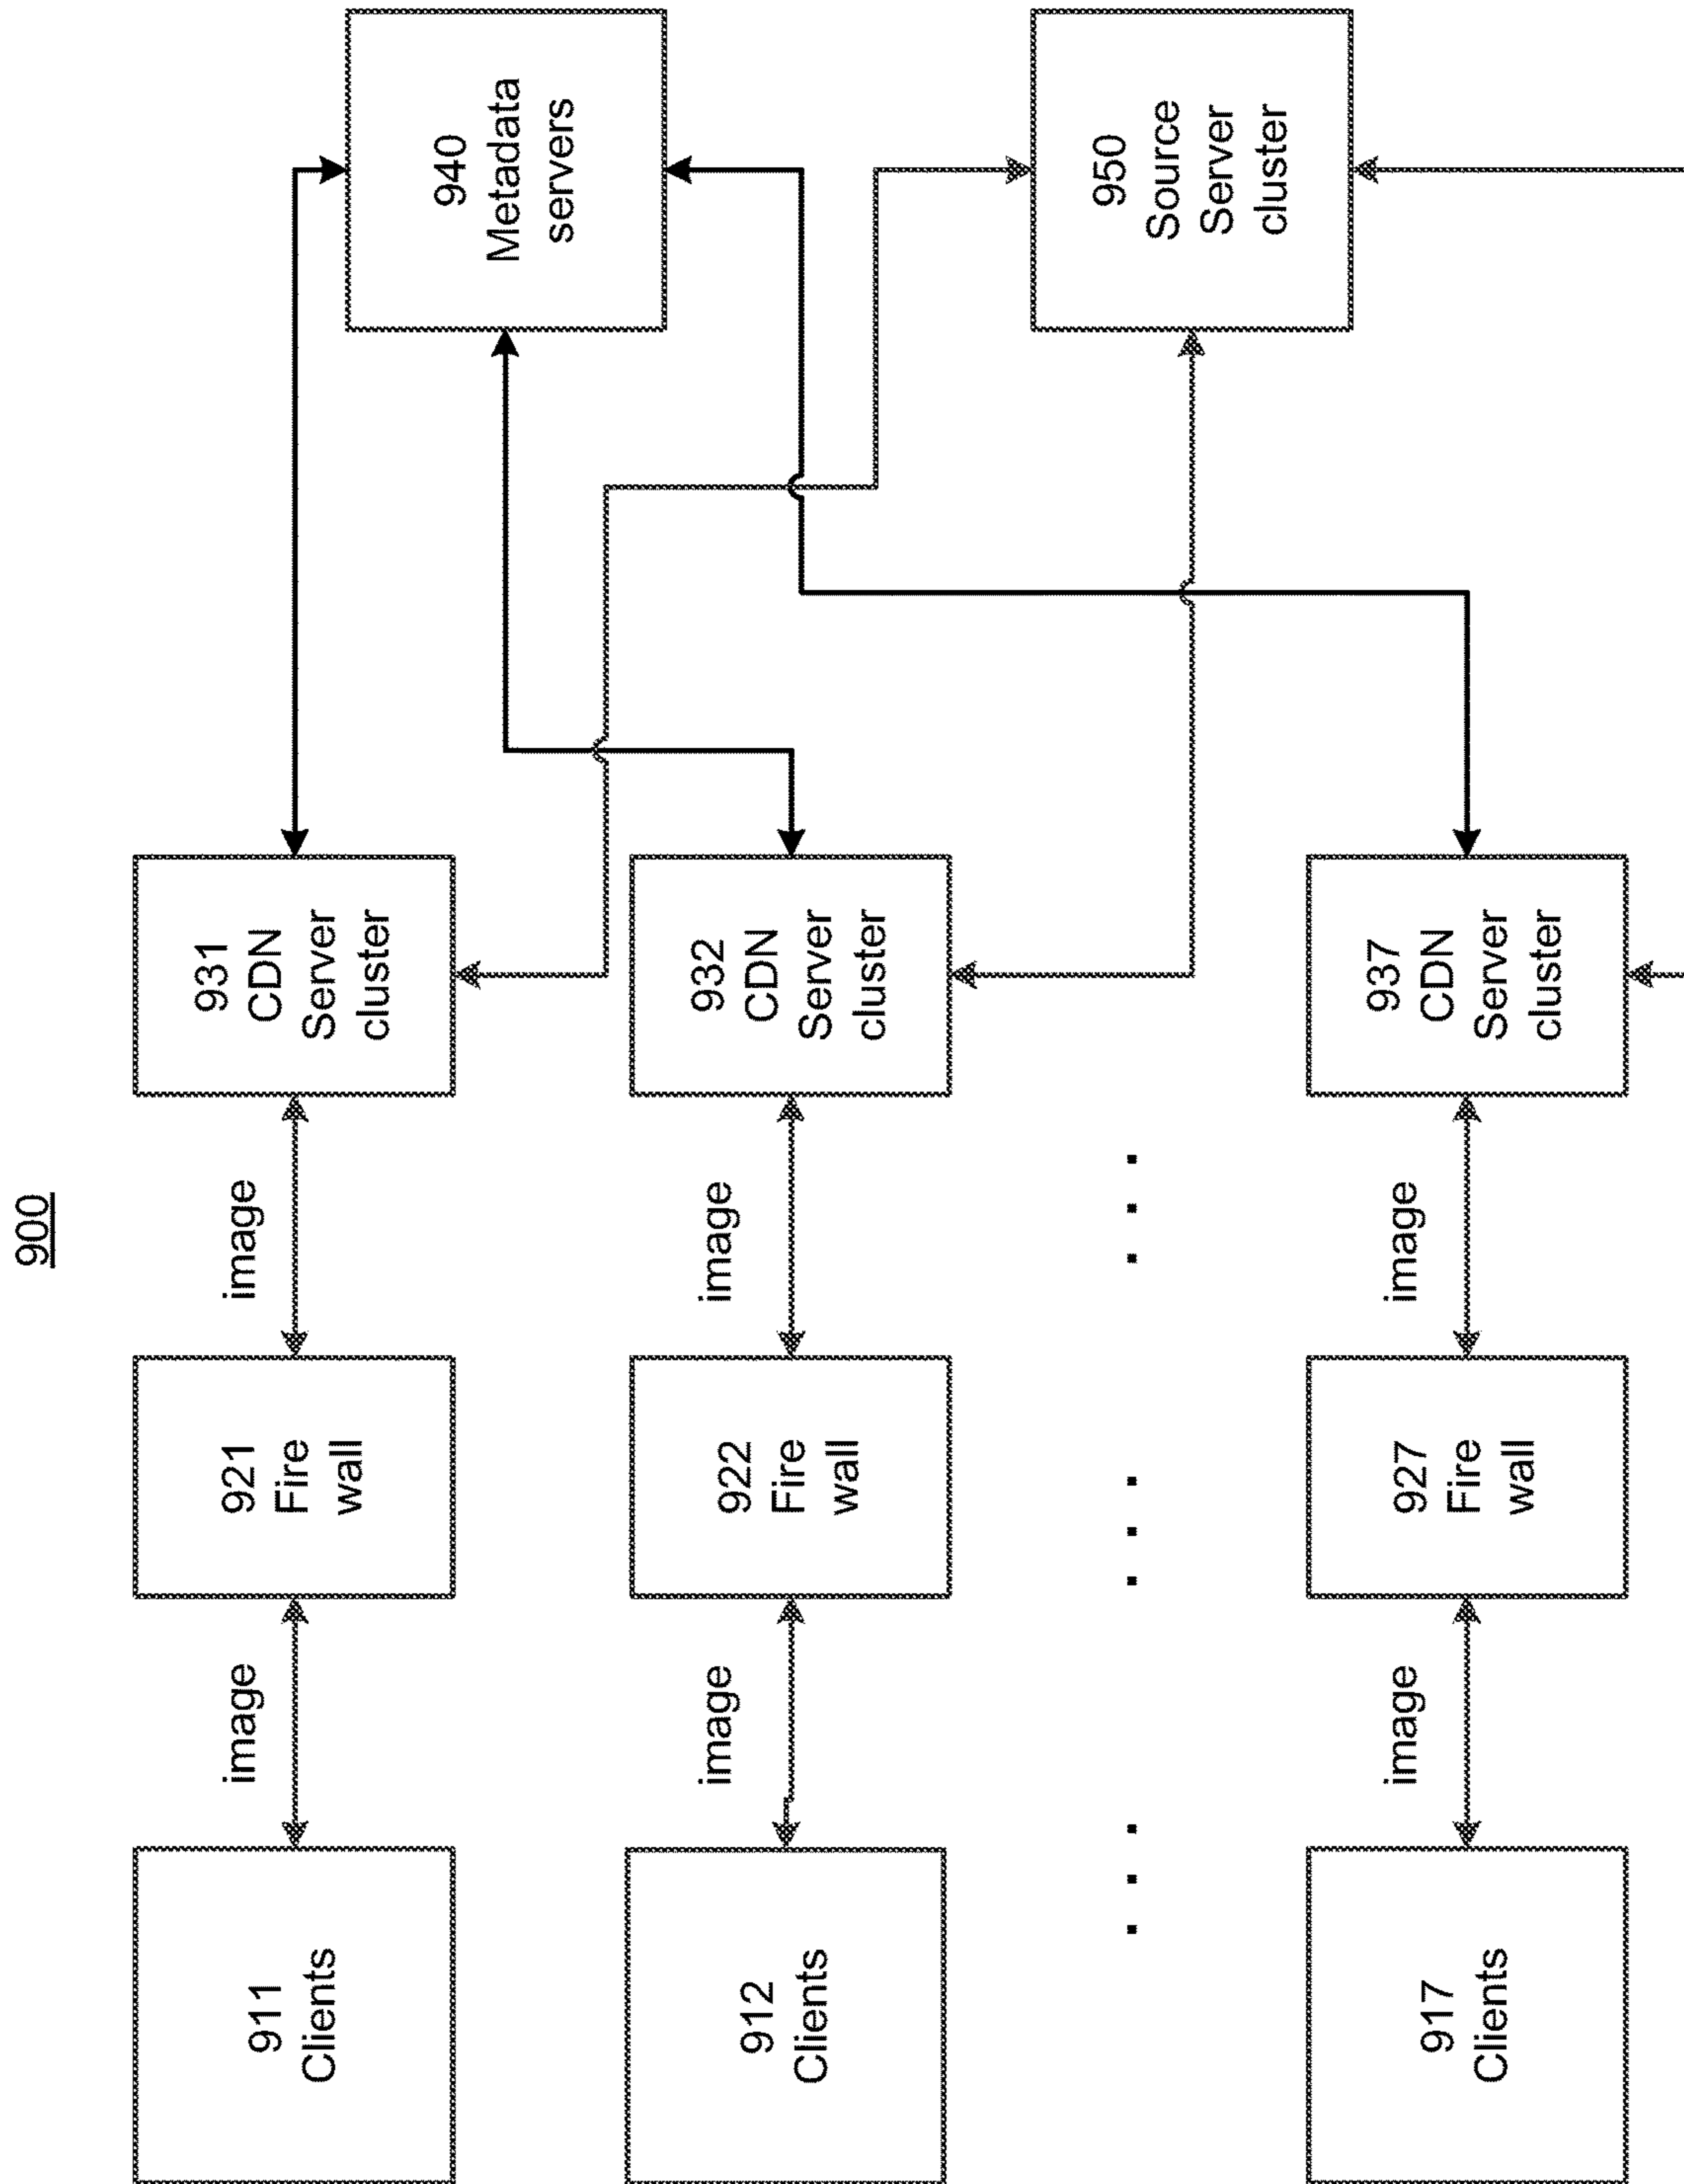 900
911
Clients
image
921
Fire
wall
image
931
CDN
Server
cluster
940
Metadata
servers
912
Clients
image
922
Fire
wall
image
932
CDN
Server
cluster
950
Source
Server
cluster
. . .
. . .
. . .
917
Clients
image
927
Fire
wall
image
937
CDN
Server
cluster